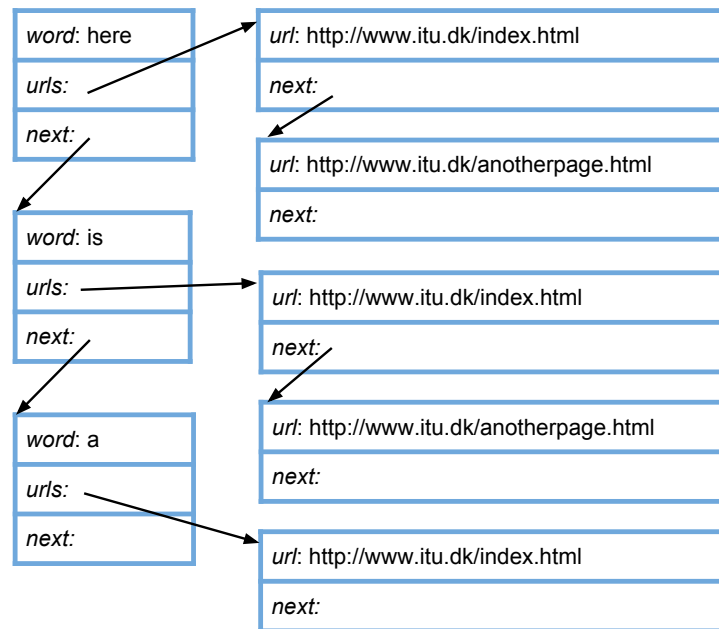 word: here
urls:
next:
url: http://www.itu.dk/index.html
next:
url: http://www.itu.dk/anotherpage.html
next:
word: is
urls:
next:
url: http://www.itu.dk/index.html
next:
url: http://www.itu.dk/anotherpage.html
next:
word: a
urls:
next:
url: http://www.itu.dk/index.html
next: